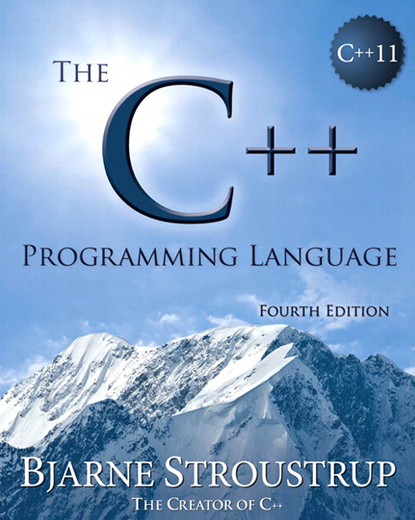 C++11
The
C++
Programming Language
Fourth Edition
Bjarne Stroustrup
The Creator of C++